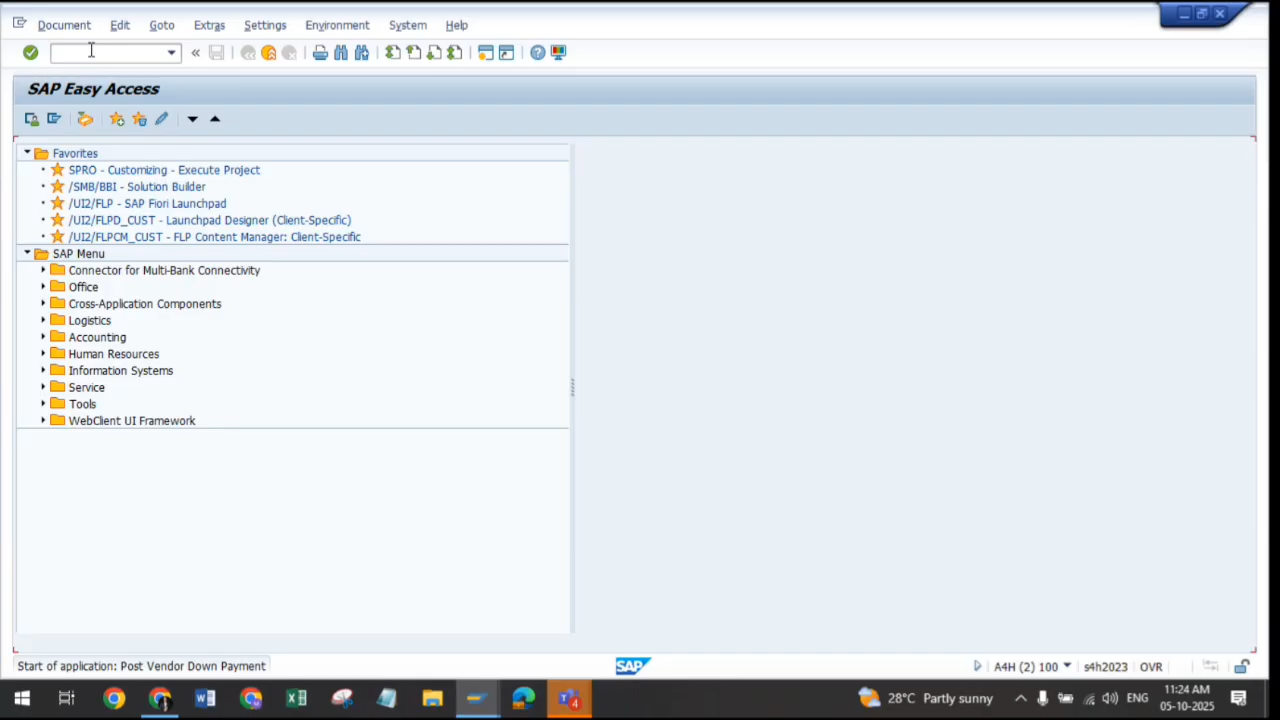 Document Edit Goto Extras Settings Environment System Help
SAP Easy Access
Favorites
SPRO - Customizing - Execute Project
/SMB/BBI - Solution Builder
/UI2/FLP - SAP Fiori Launchpad
/UI2/FLPD_CUST - Launchpad Designer (Client-Specific)
/UI2/FLPCM_CUST - FLP Content Manager: Client-Specific
SAP Menu
Connector for Multi-Bank Connectivity
Office
Cross-Application Components
Logistics
Accounting
Human Resources
Information Systems
Service
Tools
WebClient UI Framework
Start of application: Post Vendor Down Payment
SAP
A4H (2) 100 s4h2023 OVR
4
28°C Partly sunny
ENG
11:24 AM
05-10-2025